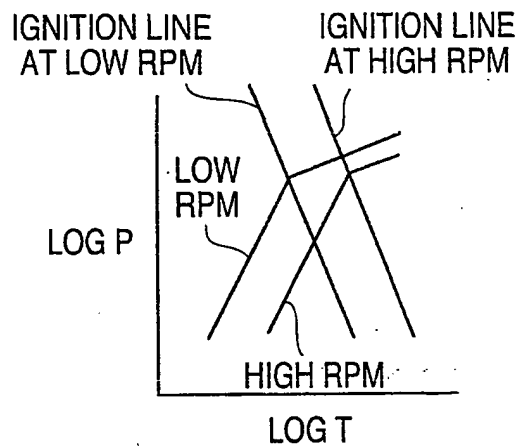 IGNITION LINE
AT LOW RPM
IGNITION LINE
AT HIGH RPM
LOW
RPM
LOG P
HIGH RPM
LOG T